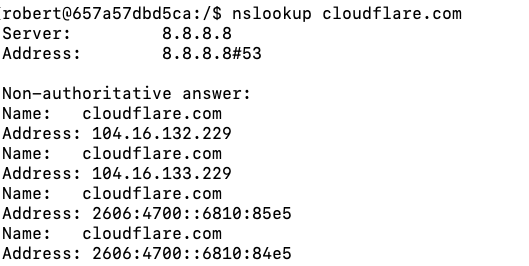 robert@657a57dbd5ca:/$ nslookup cloudflare.com
Server:         8.8.8.8
Address:        8.8.8.8#53

Non-authoritative answer:
Name:   cloudflare.com
Address: 104.16.132.229
Name:   cloudflare.com
Address: 104.16.133.229
Name:   cloudflare.com
Address: 2606:4700::6810:85e5
Name:   cloudflare.com
Address: 2606:4700::6810:84e5